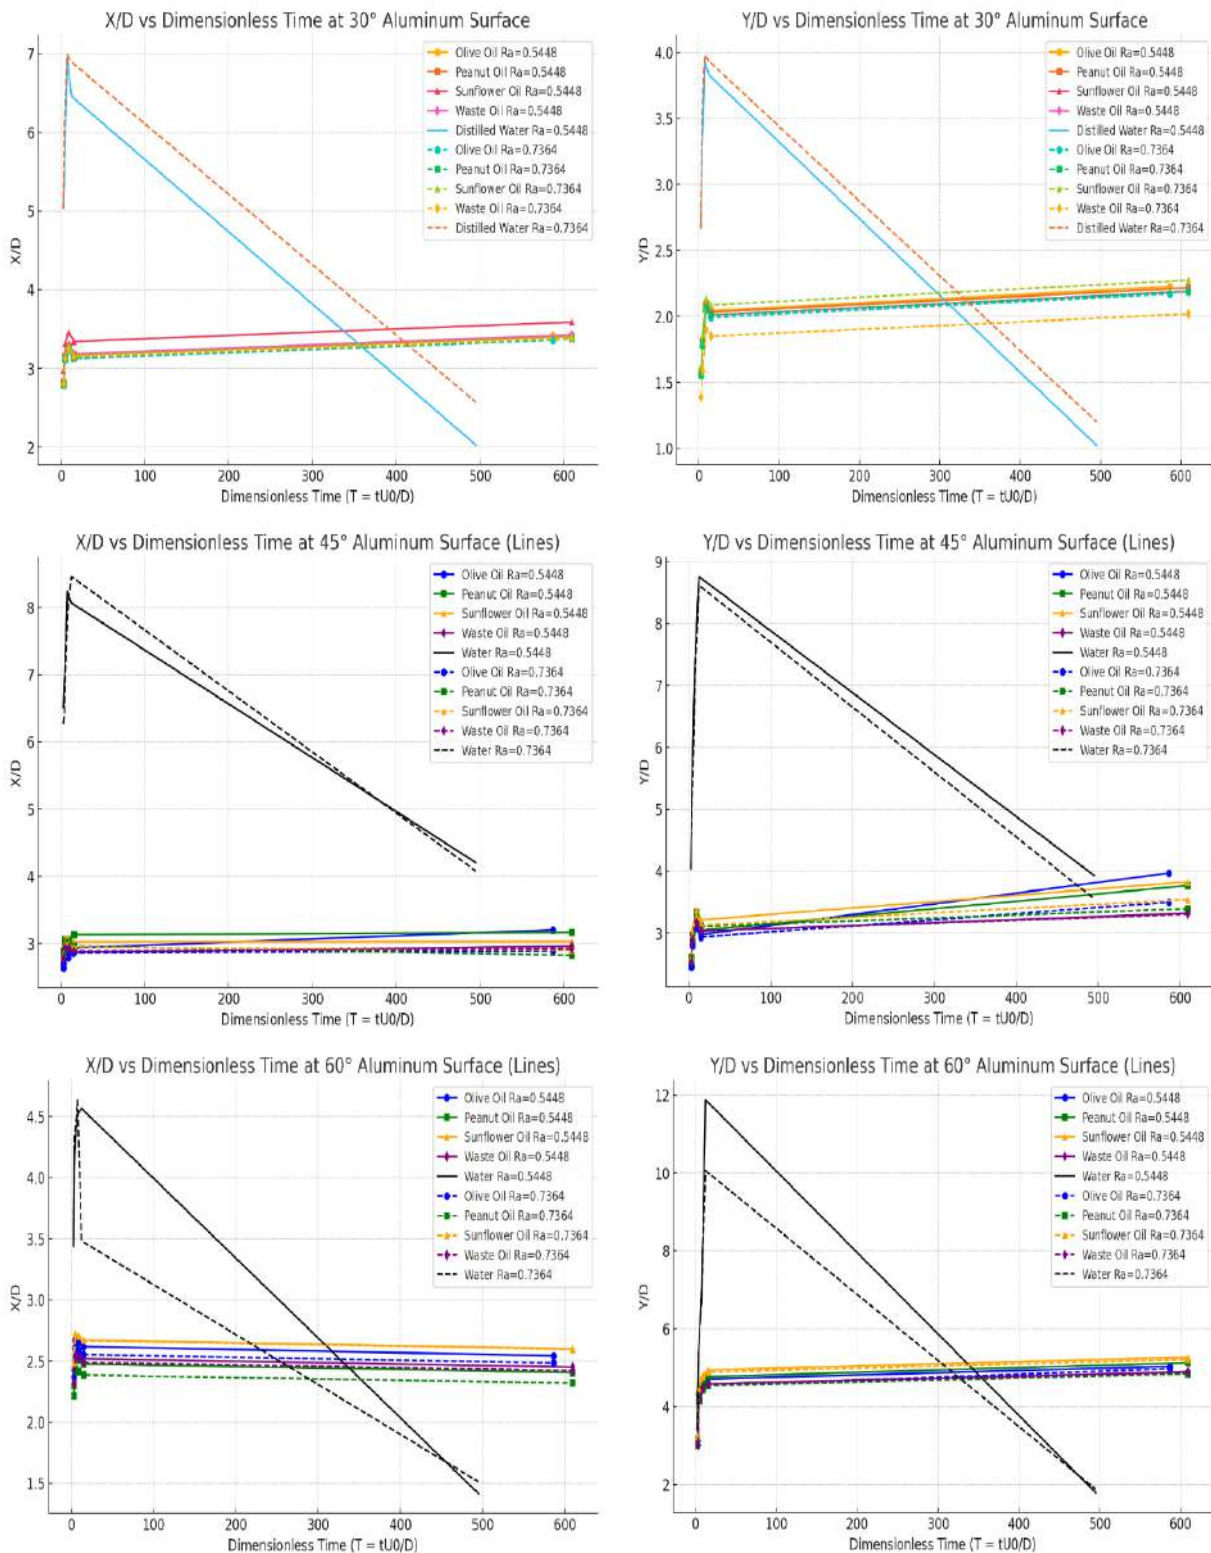 X/D vs Dimensionless Time at 30° Aluminum Surface
7
6
5
4
3
2
X/D
0
100
200
300
400
500
600
Dimensionless Time (T = tU0/D)
Olive Oil Ra=0.5448
Peanut Oil Ra=0.5448
Sunflower Oil Ra=0.5448
Waste Oil Ra=0.5448
Distilled Water Ra=0.5448
Olive Oil Ra=0.7364
Peanut Oil Ra=0.7364
Sunflower Oil Ra=0.7364
Waste Oil Ra=0.7364
Distilled Water Ra=0.7364
Y/D vs Dimensionless Time at 30° Aluminum Surface
4.0
3.5
3.0
2.5
2.0
1.5
1.0
Y/D
0
100
200
300
400
500
600
Dimensionless Time (T = tU0/D)
Olive Oil Ra=0.5448
Peanut Oil Ra=0.5448
Sunflower Oil Ra=0.5448
Waste Oil Ra=0.5448
Distilled Water Ra=0.5448
Olive Oil Ra=0.7364
Peanut Oil Ra=0.7364
Sunflower Oil Ra=0.7364
Waste Oil Ra=0.7364
Distilled Water Ra=0.7364
X/D vs Dimensionless Time at 45° Aluminum Surface (Lines)
8
7
6
5
4
3
X/D
0
100
200
300
400
500
600
Dimensionless Time (T = tU0/D)
Olive Oil Ra=0.5448
Peanut Oil Ra=0.5448
Sunflower Oil Ra=0.5448
Waste Oil Ra=0.5448
Water Ra=0.5448
Olive Oil Ra=0.7364
Peanut Oil Ra=0.7364
Sunflower Oil Ra=0.7364
Waste Oil Ra=0.7364
Water Ra=0.7364
Y/D vs Dimensionless Time at 45° Aluminum Surface (Lines)
9
8
7
6
5
4
3
Y/D
0
100
200
300
400
500
600
Dimensionless Time (T = tU0/D)
Olive Oil Ra=0.5448
Peanut Oil Ra=0.5448
Sunflower Oil Ra=0.5448
Waste Oil Ra=0.5448
Water Ra=0.5448
Olive Oil Ra=0.7364
Peanut Oil Ra=0.7364
Sunflower Oil Ra=0.7364
Waste Oil Ra=0.7364
Water Ra=0.7364
X/D vs Dimensionless Time at 60° Aluminum Surface (Lines)
4.5
4.0
3.5
3.0
2.5
2.0
1.5
X/D
0
100
200
300
400
500
600
Dimensionless Time (T = tU0/D)
Olive Oil Ra=0.5448
Peanut Oil Ra=0.5448
Sunflower Oil Ra=0.5448
Waste Oil Ra=0.5448
Water Ra=0.5448
Olive Oil Ra=0.7364
Peanut Oil Ra=0.7364
Sunflower Oil Ra=0.7364
Waste Oil Ra=0.7364
Water Ra=0.7364
Y/D vs Dimensionless Time at 60° Aluminum Surface (Lines)
12
10
8
6
4
2
Y/D
0
100
200
300
400
500
600
Dimensionless Time (T = tU0/D)
Olive Oil Ra=0.5448
Peanut Oil Ra=0.5448
Sunflower Oil Ra=0.5448
Waste Oil Ra=0.5448
Water Ra=0.5448
Olive Oil Ra=0.7364
Peanut Oil Ra=0.7364
Sunflower Oil Ra=0.7364
Waste Oil Ra=0.7364
Water Ra=0.7364